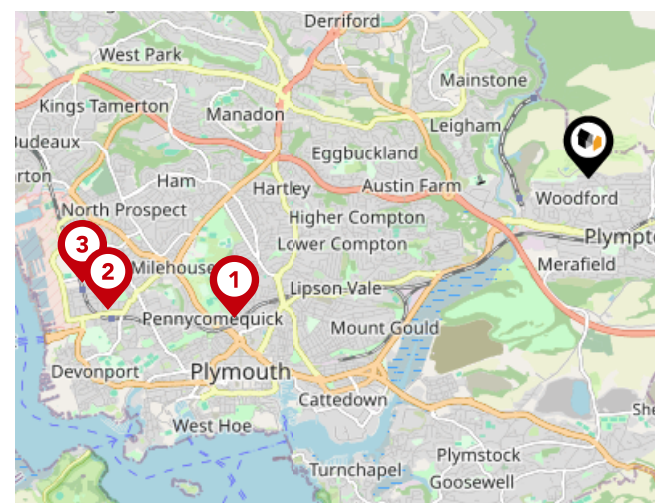 Derriford
West Park
Mainstone
Kings Tamerton
Manadon
Leigham
Budeaux
Eggbuckland
rton
Ham
Hartley
Austin Farm
Woodford
North Prospect
Higher Compton
Plympto
3
Lower Compton
2
Milehouse
1
Merafield
Lipson Vale
Pennycomequick
Mount Gould
Devonport
Plymouth
Cattedown
She
West Hoe
Plymstock
Turnchapel
Goosewell